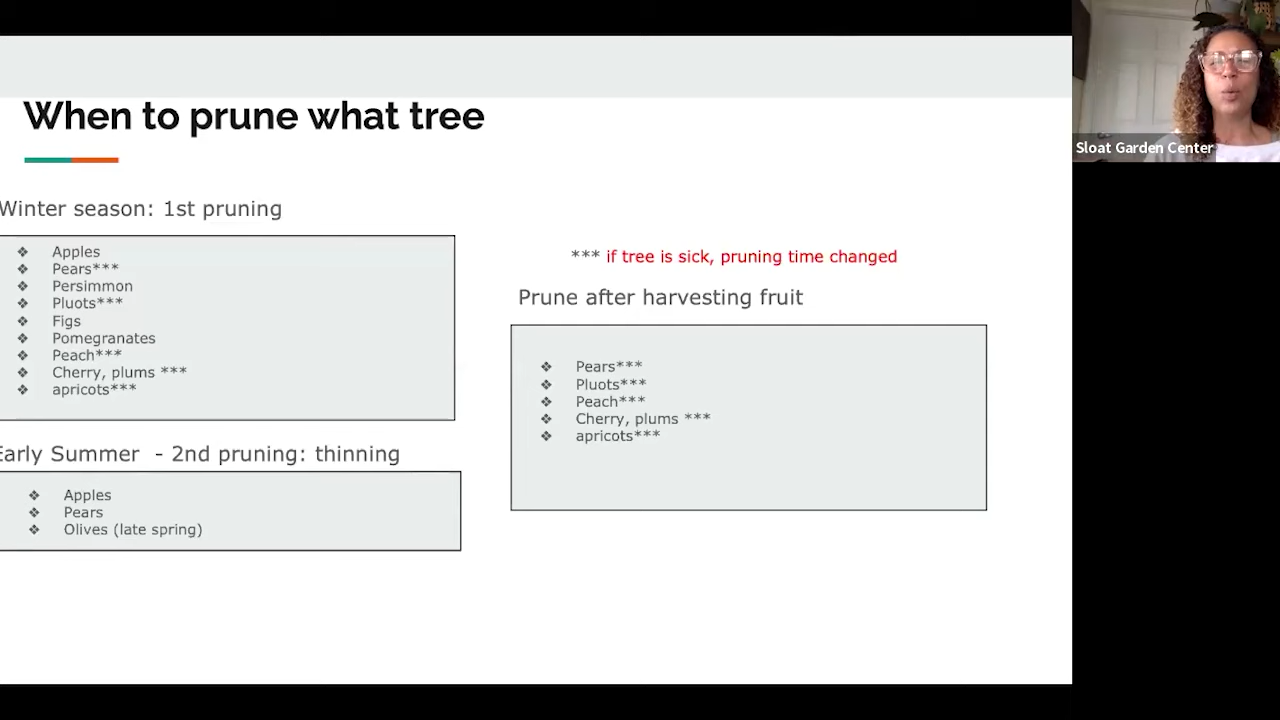 When to prune what tree
Winter season: 1st pruning
❖ Apples
❖ Pears***
❖ Persimmon
❖ Pluots***
❖ Figs
❖ Pomegranates
❖ Peach***
❖ Cherry, plums ***
❖ apricots***
Early Summer - 2nd pruning: thinning
❖ Apples
❖ Pears
❖ Olives (late spring)
*** if tree is sick, pruning time changed
Prune after harvesting fruit
❖ Pears***
❖ Pluots***
❖ Peach***
❖ Cherry, plums ***
❖ apricots***
Sloat Garden Center